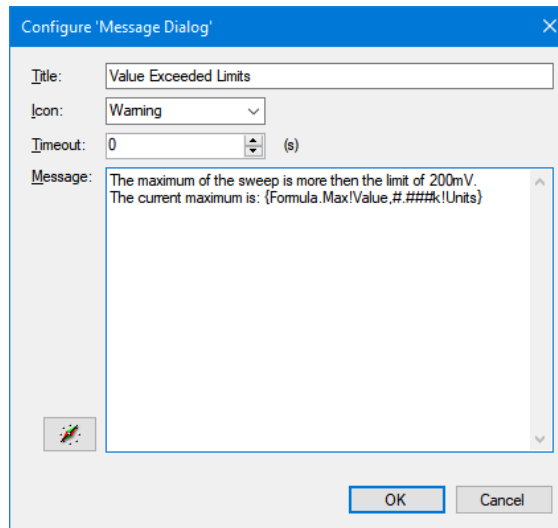 Configure 'Message Dialog'
Title: Value Exceeded Limits
Icon: Warning
Timeout: 0 (s)
Message: The maximum of the sweep is more then the limit of 200mV.
The current maximum is: {Formula.Max!Value,#.###k!Units}
OK Cancel